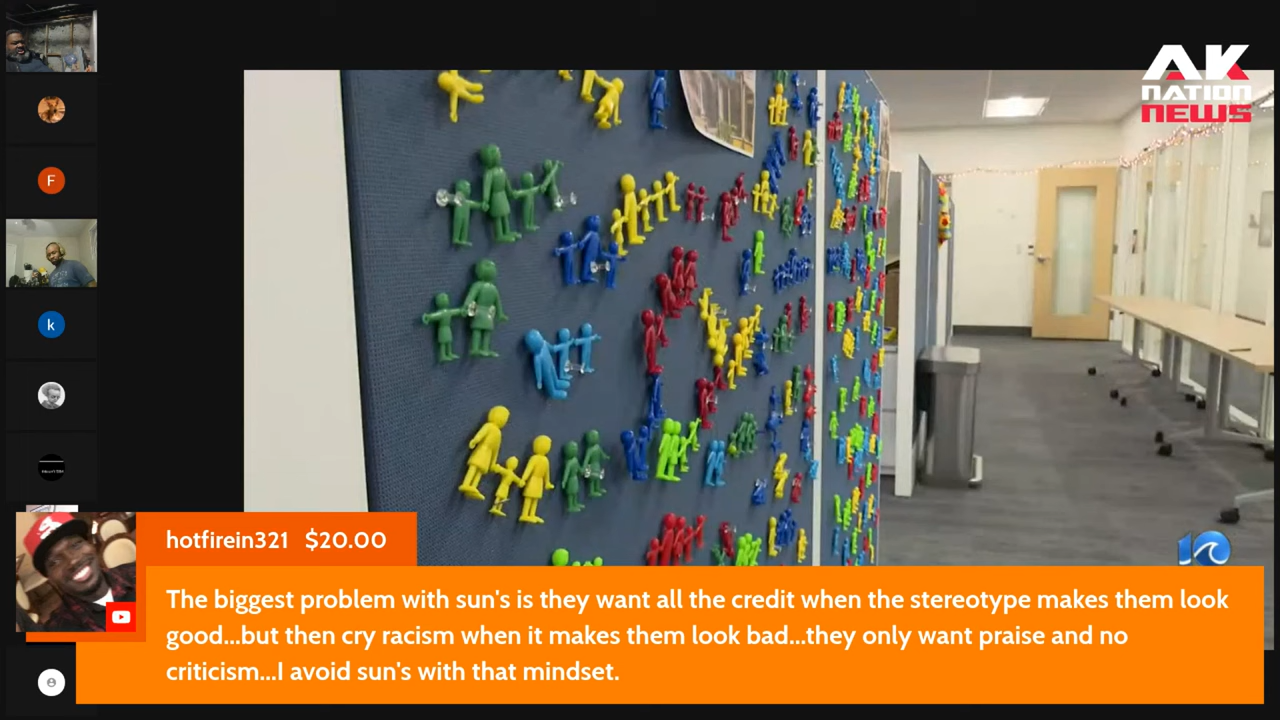 AK
NATION
NEWS
F
k
10
hotfirein321 $20.00
The biggest problem with sun's is they want all the credit when the stereotype makes them look
good...but then cry racism when it makes them look bad...they only want praise and no
criticism...I avoid sun's with that mindset.